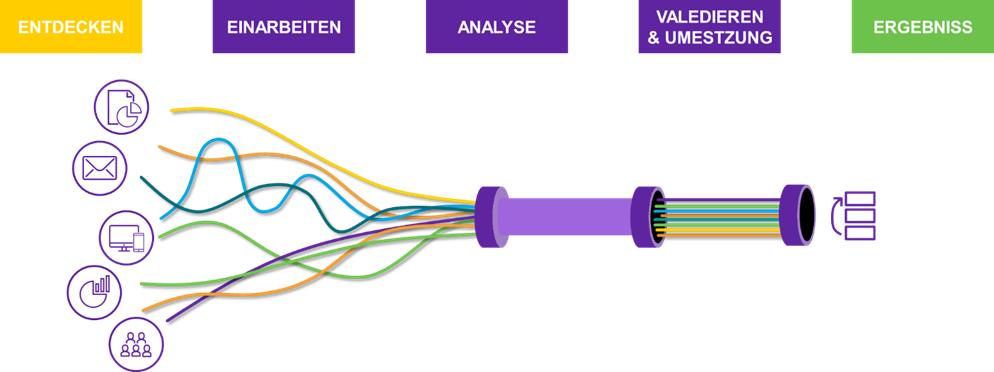 ENTDECKEN
EINARBEITEN
ANALYSE
VALEDIEREN
& UMESTZUNG
ERGEBNISS